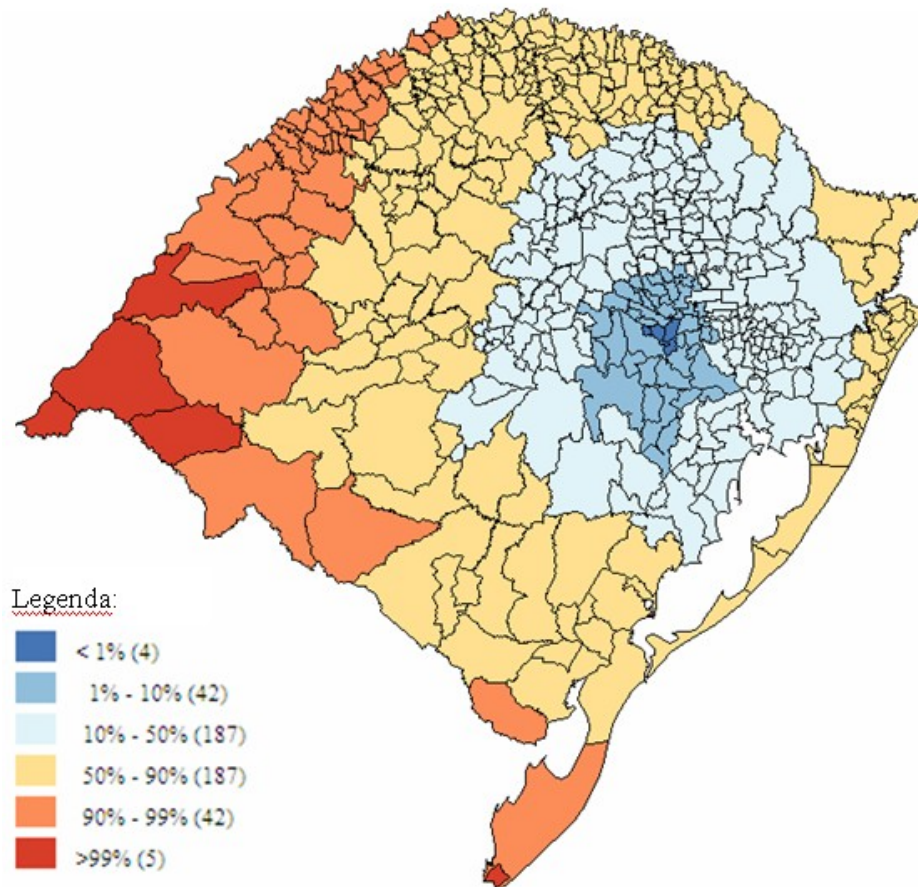 Legenda:
< 1% (4)
1% - 10% (42)
10% - 50% (187)
50% - 90% (187)
90% - 99% (42)
>99% (5)